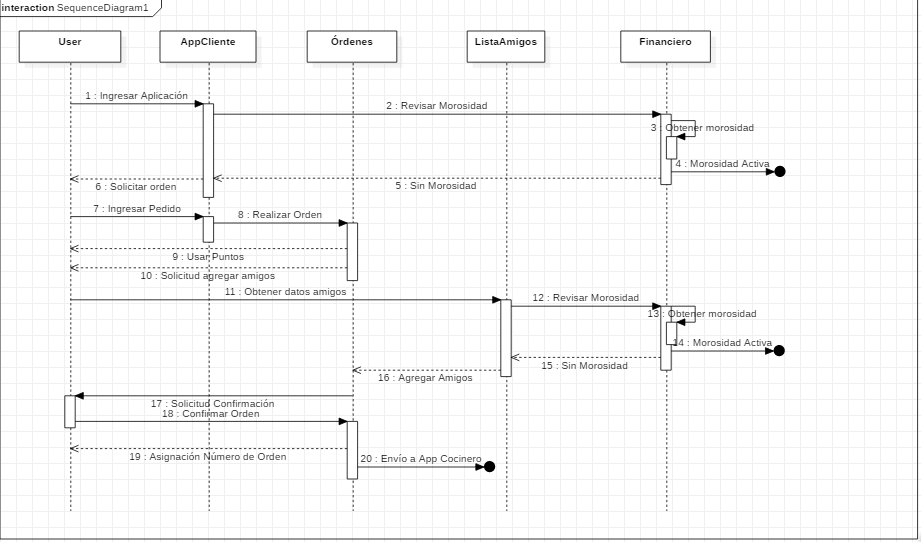 interaction SequenceDiagram1
User
AppCliente
Órdenes
ListaAmigos
Financiero
1 : Ingresar Aplicación
2 : Revisar Morosidad
3 : Obtener morosidad
4 : Morosidad Activa
5 : Sin Morosidad
6 : Solicitar orden
7 : Ingresar Pedido
8 : Realizar Orden
9 : Usar Puntos
10 : Solicitud agregar amigos
11 : Obtener datos amigos
12 : Revisar Morosidad
13 : Obtener morosidad
14 : Morosidad Activa
15 : Sin Morosidad
16 : Agregar Amigos
17 : Solicitud Confirmación
18 : Confirmar Orden
19 : Asignación Número de Orden
20 : Envío a App Cocinero